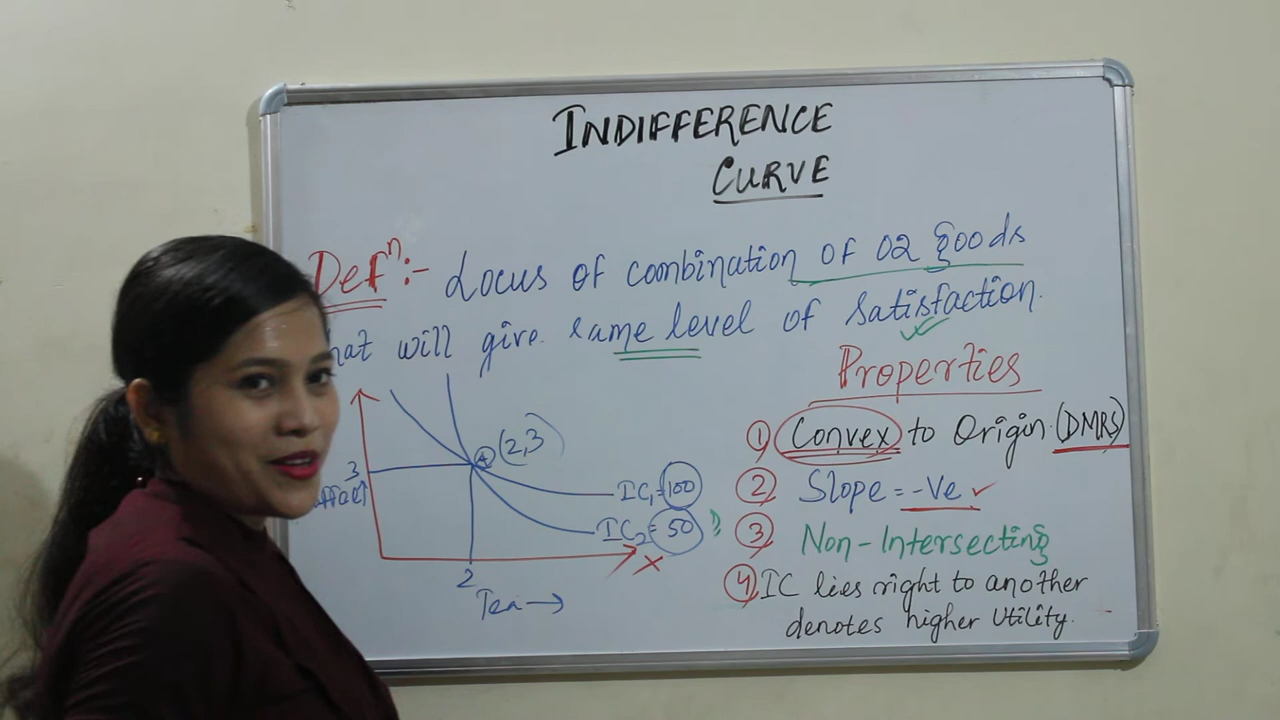 INDIFFERENCE
CURVE
Defⁿ:- Locus of combination of 02 goods
will give same level of satisfaction.
Properties
① Convex to Origin (DMRS)
② Slope = -Ve ✓
③ Non-Intersecting
④ IC lies right to another
denotes higher Utility.
A (2,3)
3
IC₁=100
IC₂=50
X
2
Tea →